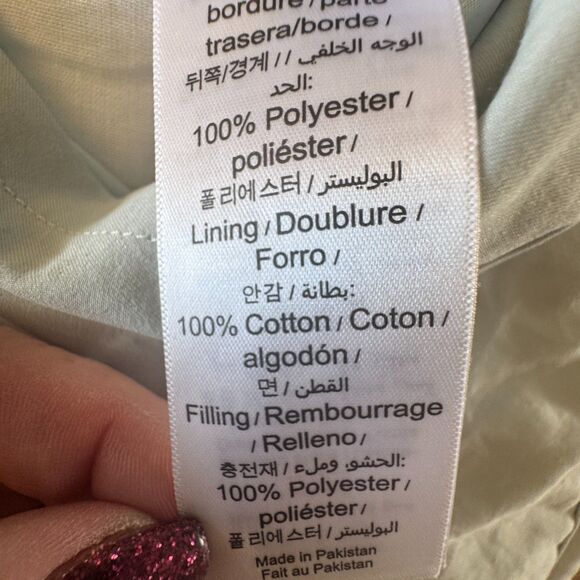 bordure/parte
trasera/borde /
뒤쪽/경계 / / الوجه الخلفي
الحد:
100% Polyester /
poliéster /
폴리에스터 / البوليستر
Lining / Doublure /
Forro /
안감 / بطانة:
100% Cotton / Coton /
algodón /
면 / القطن
Filling / Rembourrage
/ Relleno /
충전재 / الحشو, وملء:
100% Polyester /
poliéster /
폴리에스터 / البوليستر
Made in Pakistan
Fait au Pakistan